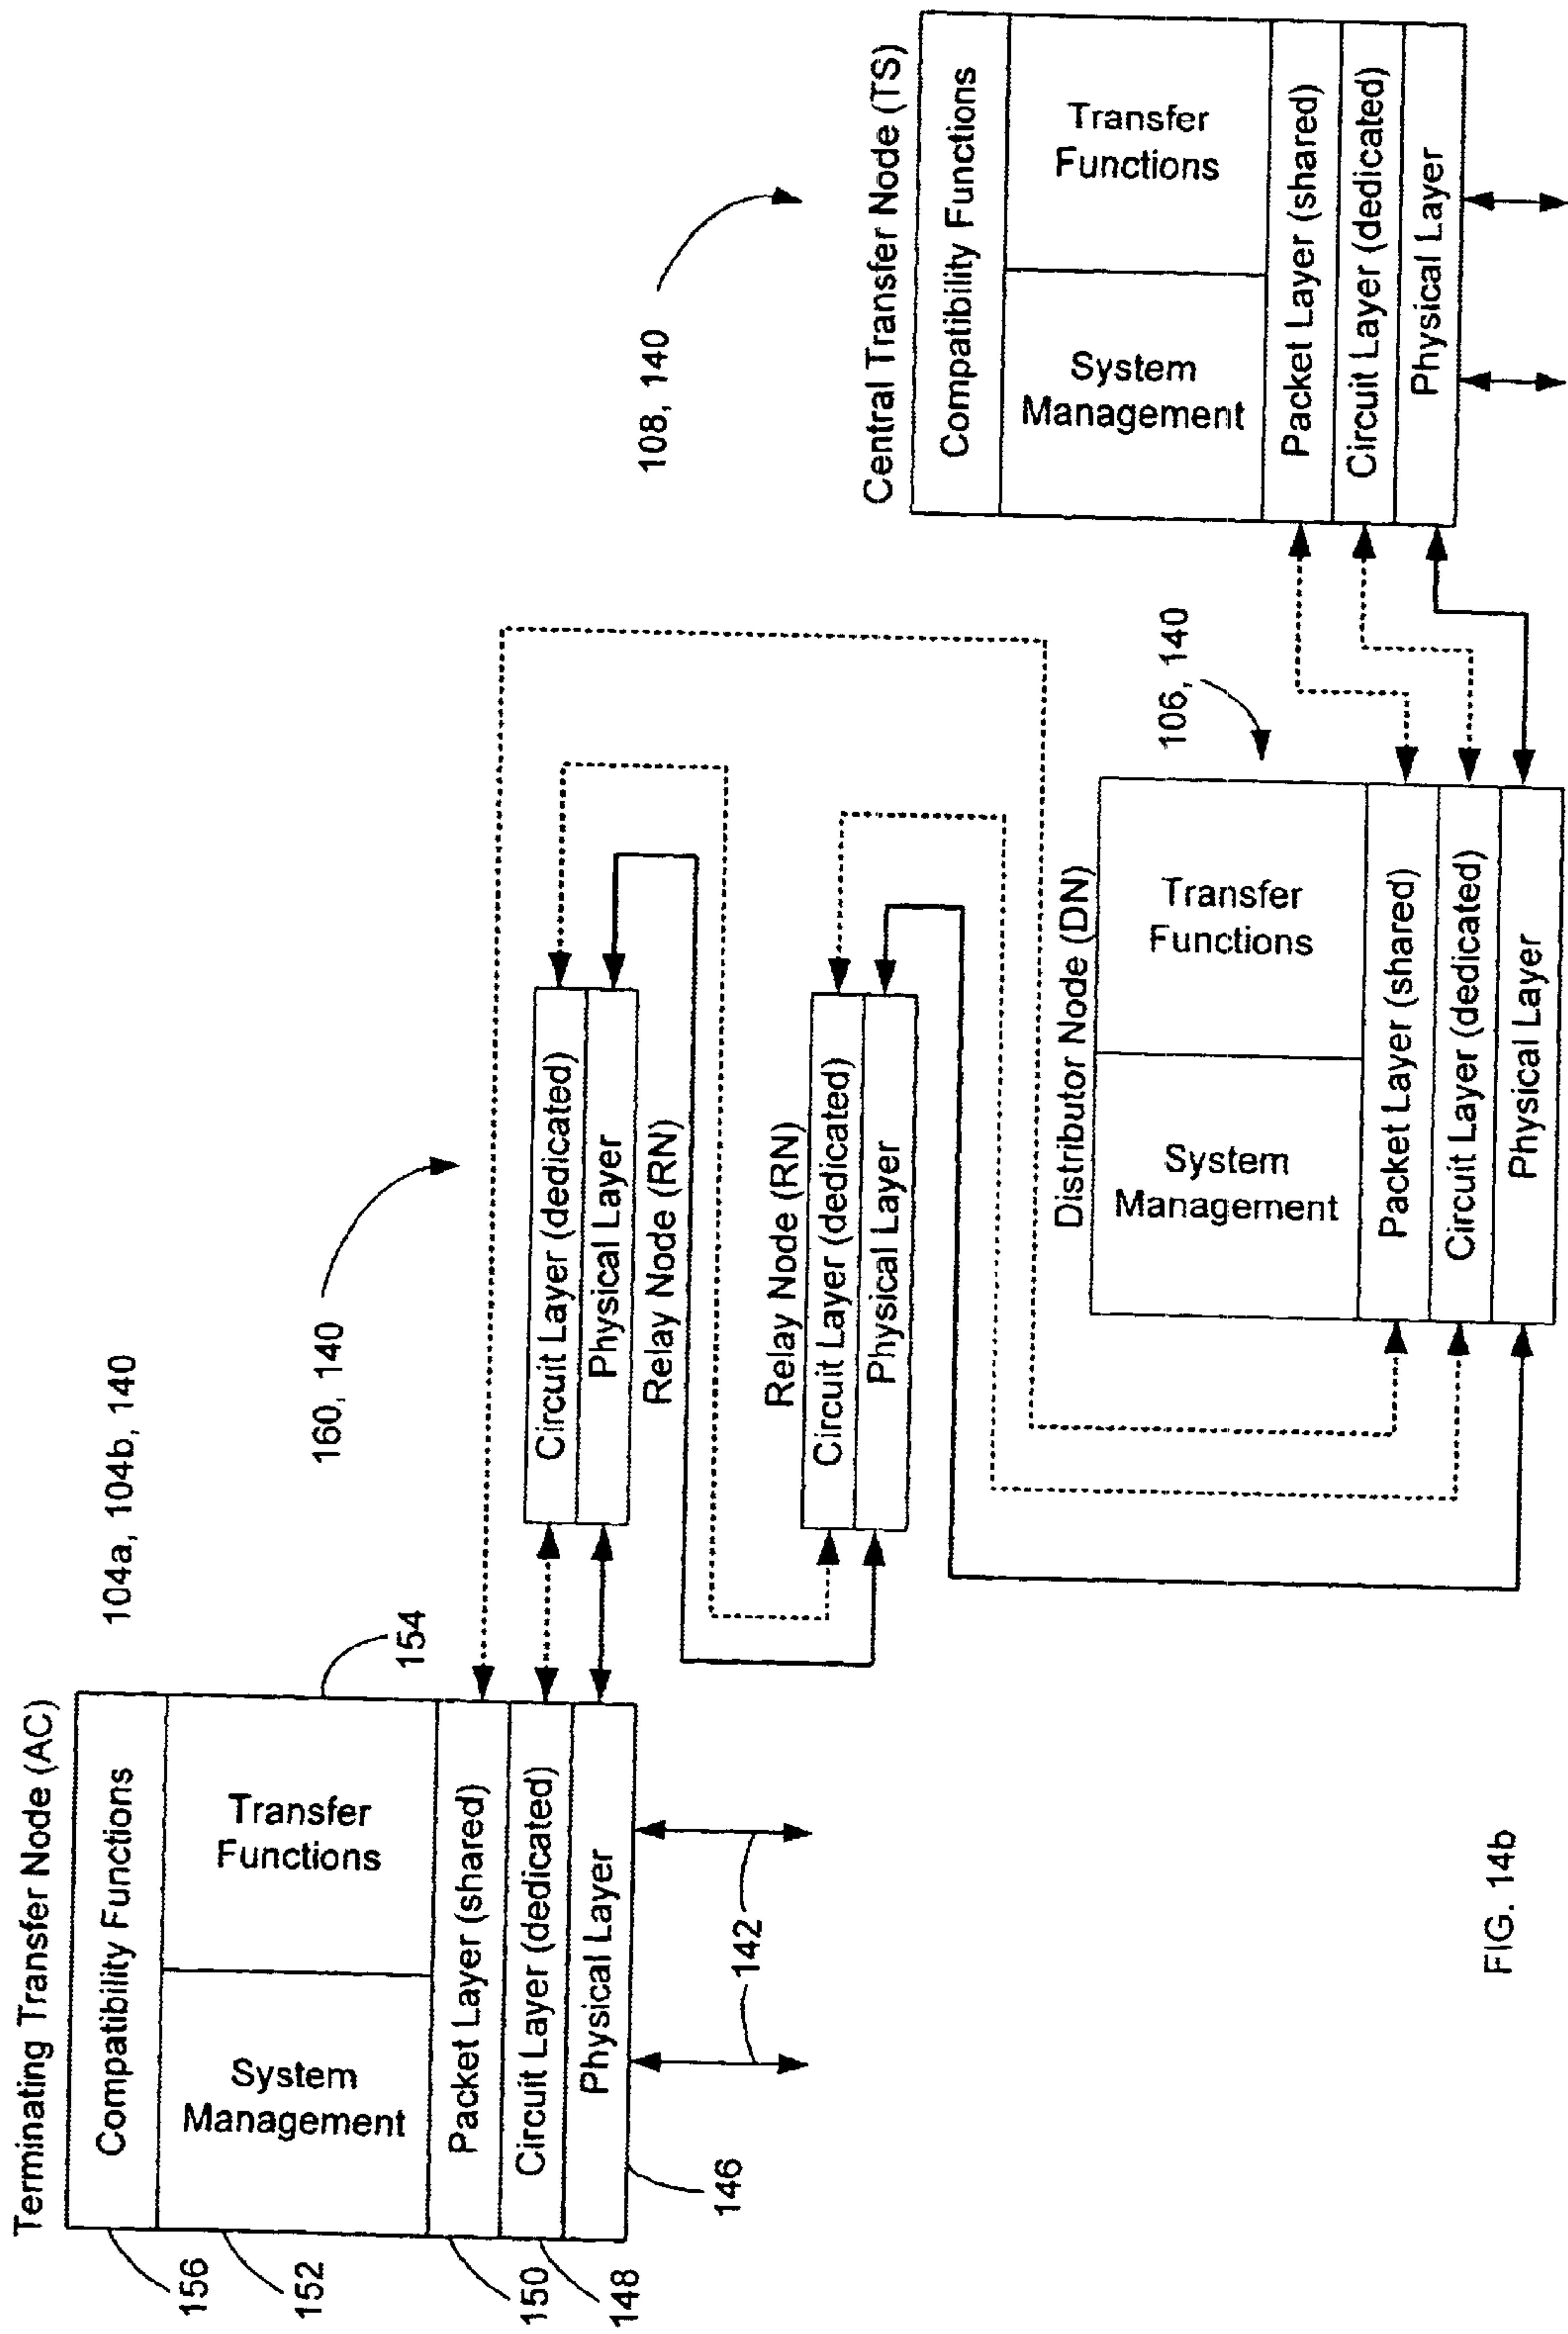 Terminating Transfer Node (AC)
Compatibility Functions
System
Management
Transfer
Functions
Packet Layer (shared)
Circuit Layer (dedicated)
Physical Layer
156
152
150
148
146
154
142
104a, 104b, 140
160, 140
Circuit Layer (dedicated)
Physical Layer
Relay Node (RN)
Relay Node (RN)
Circuit Layer (dedicated)
Physical Layer
106, 140
Distributor Node (DN)
System
Management
Transfer
Functions
Packet Layer (shared)
Circuit Layer (dedicated)
Physical Layer
108, 140
Central Transfer Node (TS)
Compatibility Functions
System
Management
Transfer
Functions
Packet Layer (shared)
Circuit Layer (dedicated)
Physical Layer
FIG. 14b